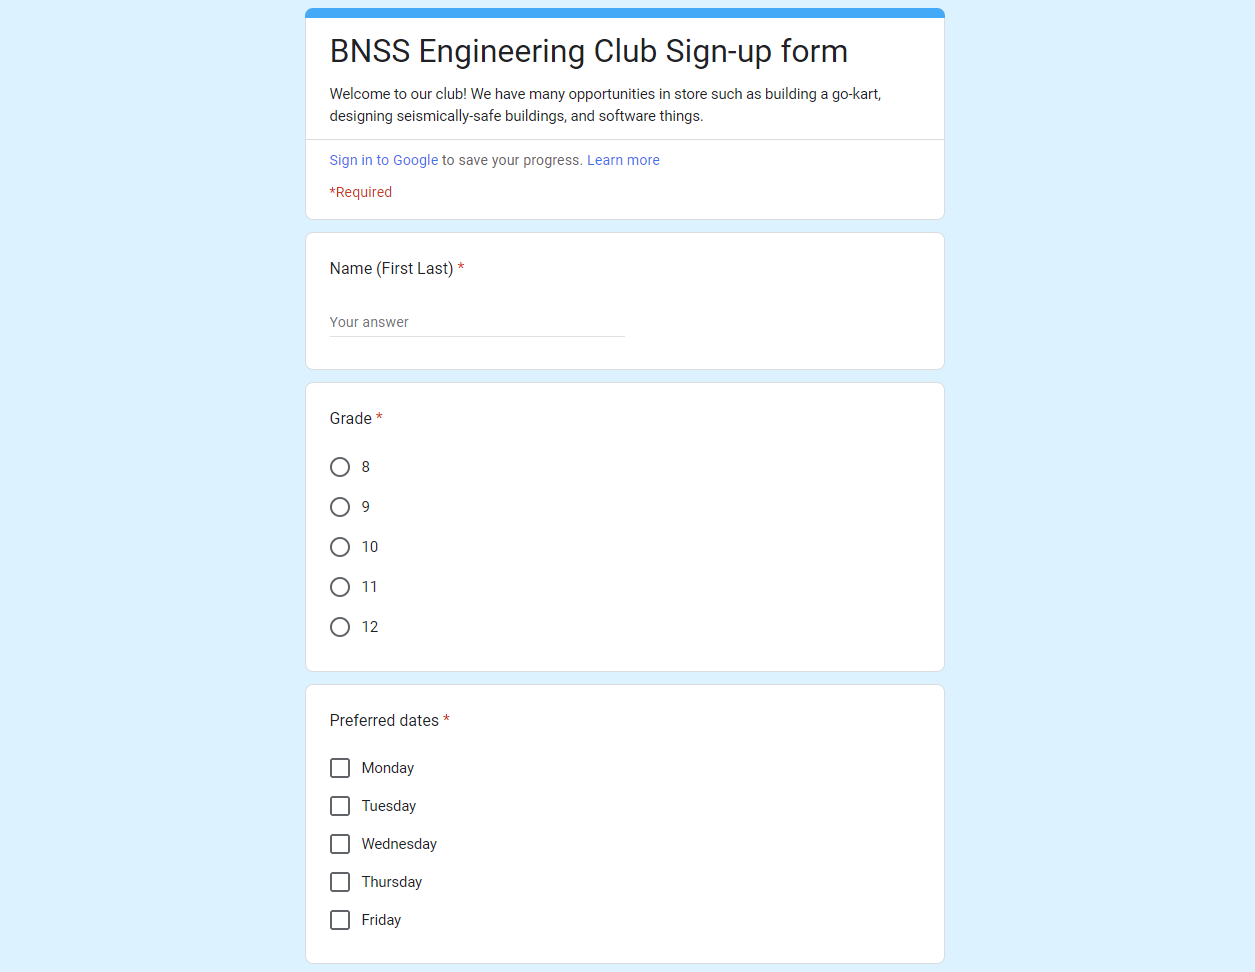 BNSS Engineering Club Sign-up form
Welcome to our club! We have many opportunities in store such as building a go-kart,
designing seismically-safe buildings, and software things.
Sign in to Google to save your progress. Learn more
*Required
Name (First Last) *
Your answer
Grade *
8
9
10
11
12
Preferred dates *
Monday
Tuesday
Wednesday
Thursday
Friday